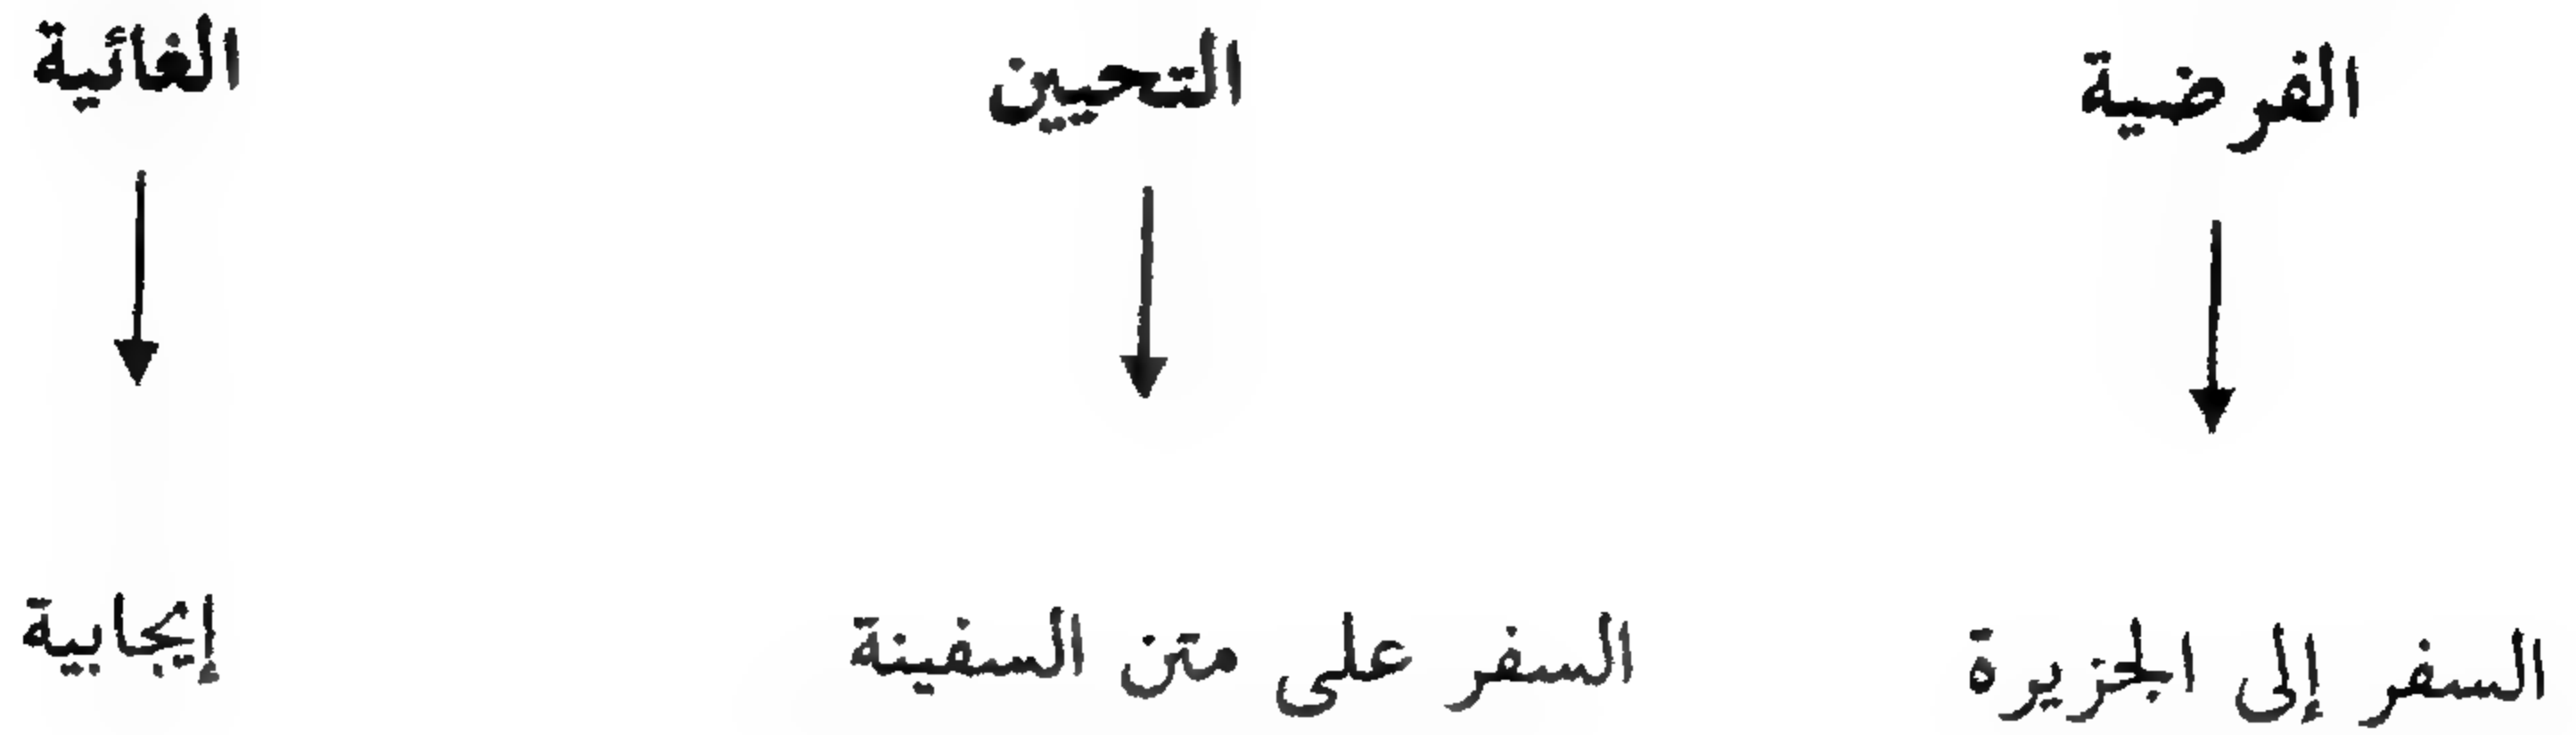 الفرضية التحيين الغائية
السفر إلى الجزيرة السفر على متن السفينة إيجابية